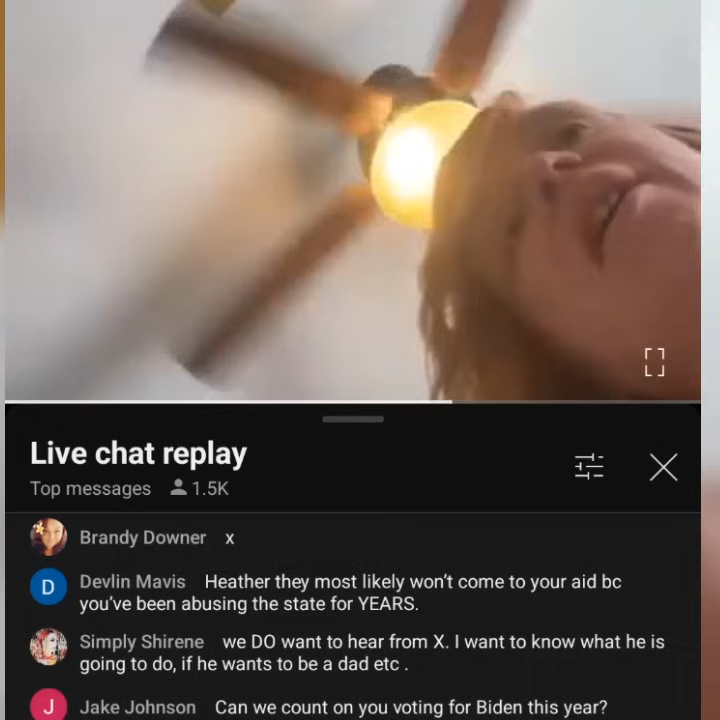 Live chat replay
Top messages 1.5K
Brandy Downer x
D Devlin Mavis Heather they most likely won't come to your aid bc
you've been abusing the state for YEARS.
Simply Shirene we DO want to hear from X. I want to know what he is
going to do, if he wants to be a dad etc .
J Jake Johnson Can we count on you voting for Biden this year?